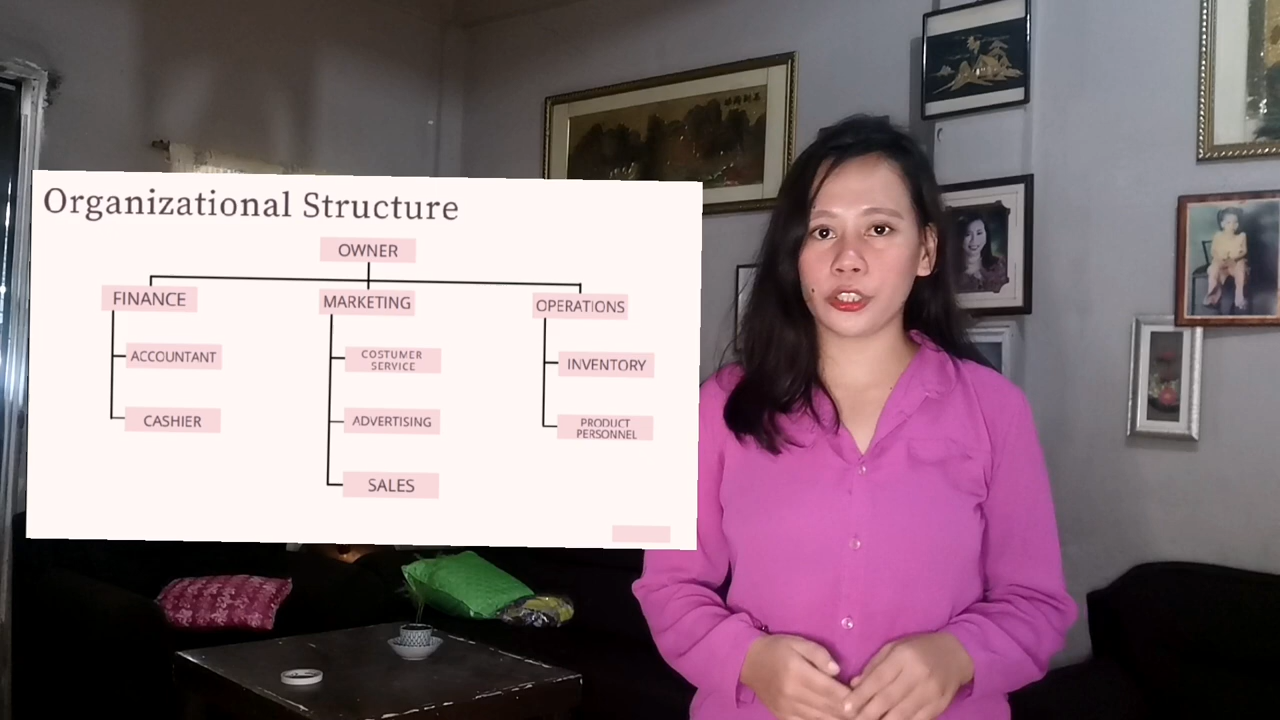 Organizational Structure
OWNER
FINANCE
MARKETING
OPERATIONS
ACCOUNTANT
COSTUMER
SERVICE
INVENTORY
CASHIER
ADVERTISING
PRODUCT
PERSONNEL
SALES